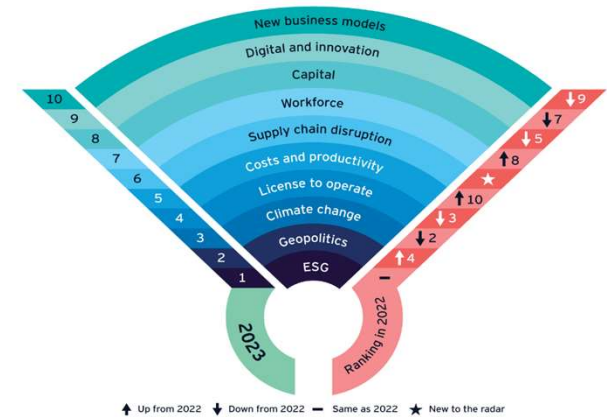 New business models
Digital and innovation
Capital
Workforce
Supply chain disruption
Costs and productivity
License to operate
Climate change
Geopolitics
ESG
10
9
8
7
6
5
4
3
2
1
↓9
↓7
↓5
↑8
★
↑10
↓3
↓2
↑4
–
2023
Ranking in 2022
↑ Up from 2022 ↓ Down from 2022 – Same as 2022 ★ New to the radar